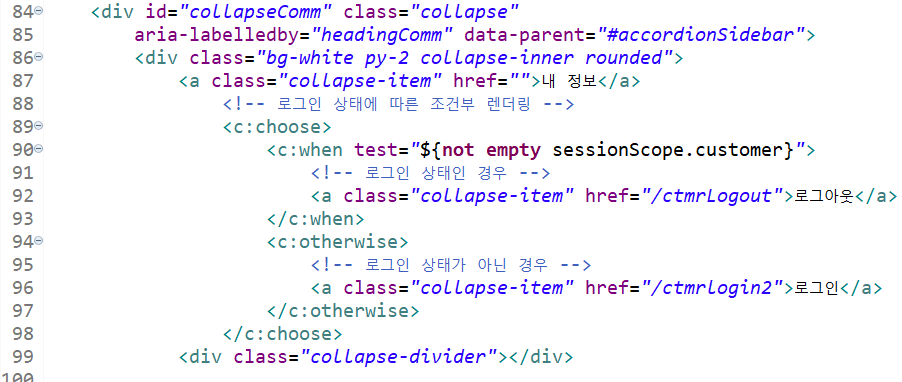 84 <div id="collapseComm" class="collapse"
85 aria-labelledby="headingComm" data-parent="#accordionSidebar">
86 <div class="bg-white py-2 collapse-inner rounded">
87 <a class="collapse-item" href="">내 정보</a>
88 <!-- 로그인 상태에 따른 조건부 렌더링 -->
89 <c:choose>
90 <c:when test="${not empty sessionScope.customer}">
91 <!-- 로그인 상태인 경우 -->
92 <a class="collapse-item" href="/ctmrLogout">로그아웃</a>
93 </c:when>
94 <c:otherwise>
95 <!-- 로그인 상태가 아닌 경우 -->
96 <a class="collapse-item" href="/ctmrLogin2">로그인</a>
97 </c:otherwise>
98 </c:choose>
99 <div class="collapse-divider"></div>
100